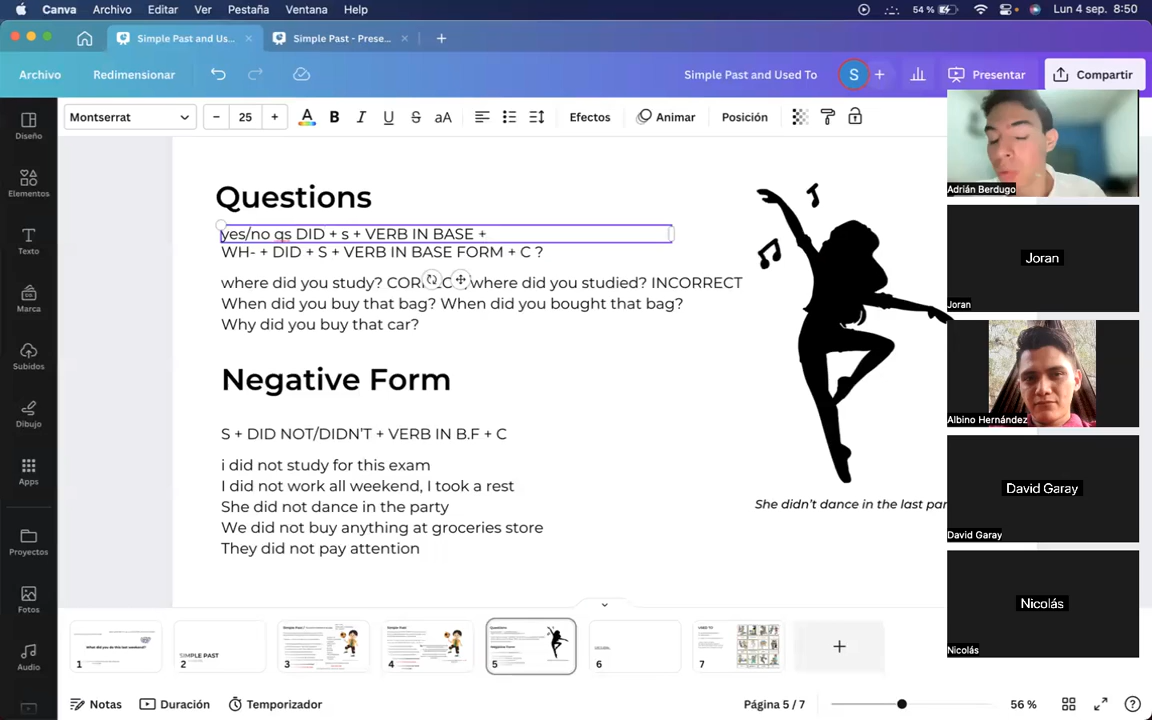 Canva Archivo Editar Ver Pestaña Ventana Help 54 % Lun 4 sep. 8:50
Simple Past and Us... Simple Past - Prese...
Archivo Redimensionar Simple Past and Used To S Presentar Compartir
Montserrat 25 A B I U S aA Efectos Animar Posición
Diseño
Elementos
Texto
Marca
Subidos
Dibujo
Apps
Proyectos
Fotos
Audio
Questions
yes/no qs DID + s + VERB IN BASE +
WH- + DID + S + VERB IN BASE FORM + C ?
where did you study? where did you studied? INCORRECT
When did you buy that bag? When did you bought that bag?
Why did you buy that car?
Negative Form
S + DID NOT/DIDN'T + VERB IN B.F + C
i did not study for this exam
I did not work all weekend, I took a rest
She did not dance in the party
We did not buy anything at groceries store
They did not pay attention
She didn't dance in the last
Adrián Berdugo
Joran
Joran
Albino Hernández
David Garay
David Garay
Nicolás
Nicolás
What did you do this last weekend?
SIMPLE PAST
Simple Past
Questions
Negative Form
USED TO
1 2 3 4 5 6 7
Notas Duración Temporizador Página 5 / 7 56 %